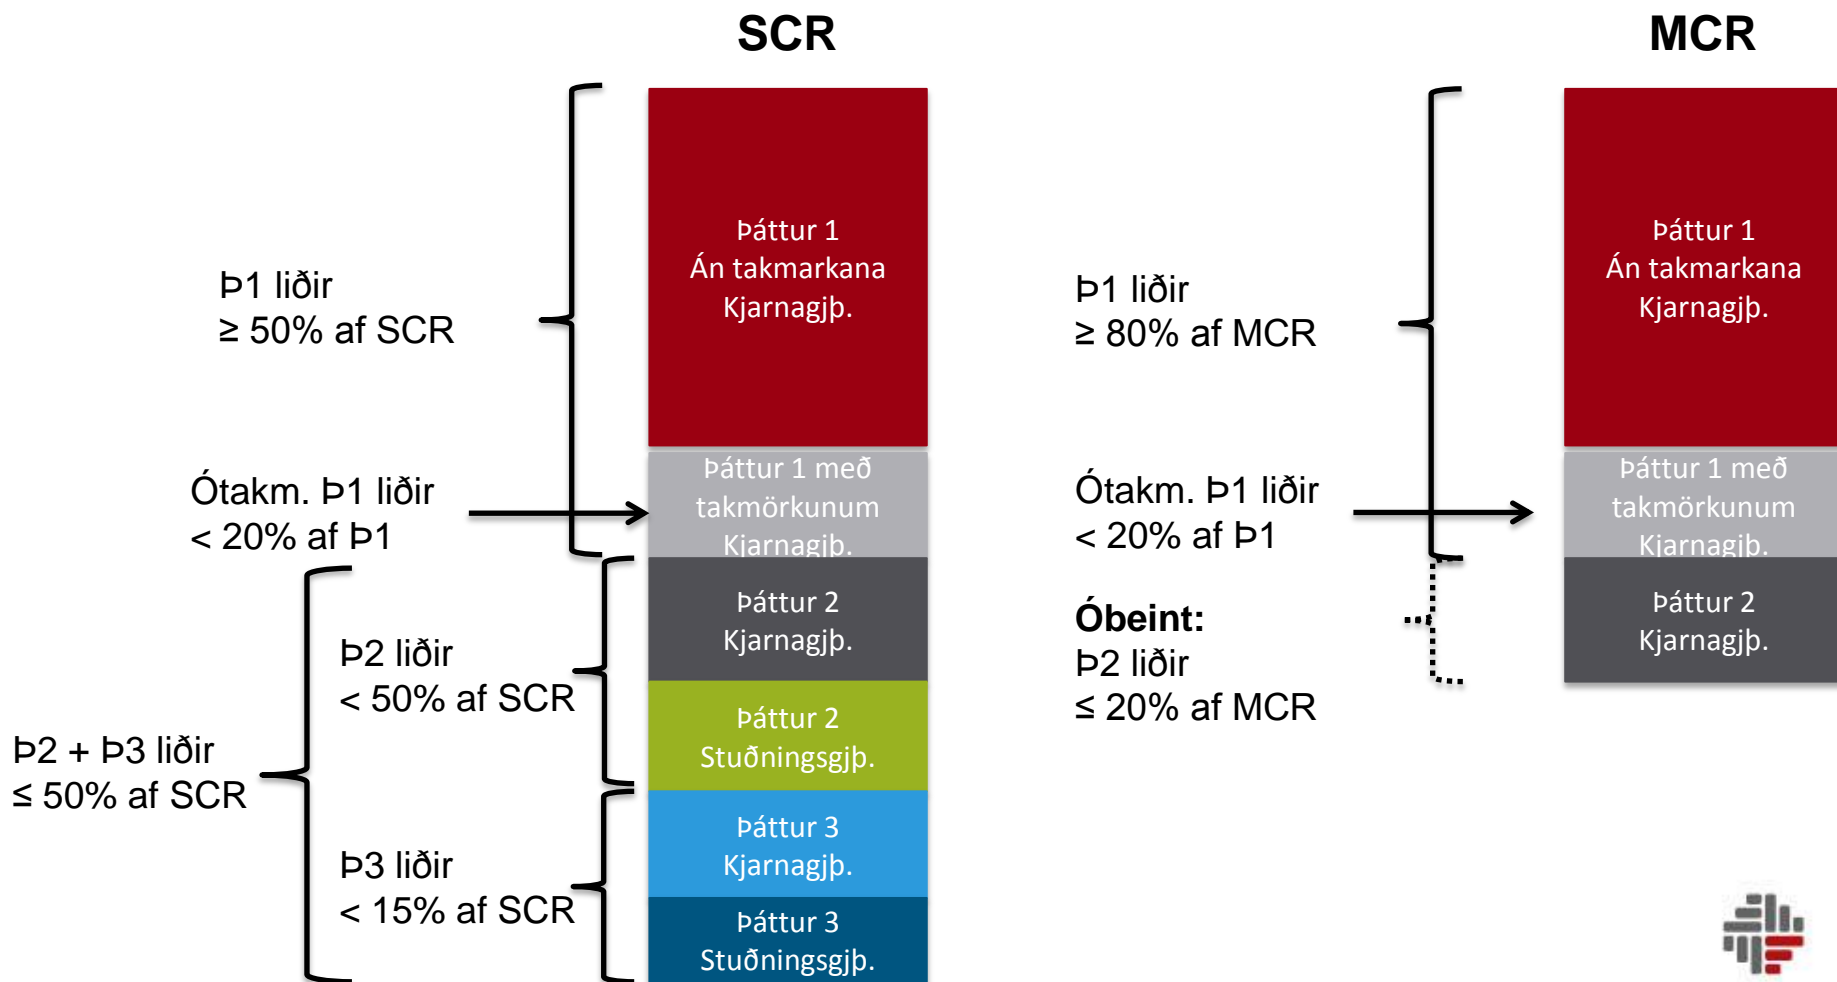 SCR
Þáttur 1
Án takmarkana
Kjarnagjþ.
Þ1 liðir
≥ 50% af SCR
Þáttur 1 með
takmörkunum
Kjarnagjþ.
Ótakm. Þ1 liðir
< 20% af Þ1
Þáttur 2
Kjarnagjþ.
Þ2 liðir
< 50% af SCR
Þáttur 2
Stuðningsgjþ.
Þ2 + Þ3 liðir
≤ 50% af SCR
Þáttur 3
Kjarnagjþ.
Þ3 liðir
< 15% af SCR
Þáttur 3
Stuðningsgjþ.
MCR
Þáttur 1
Án takmarkana
Kjarnagjþ.
Þ1 liðir
≥ 80% af MCR
Þáttur 1 með
takmörkunum
Kjarnagjþ.
Ótakm. Þ1 liðir
< 20% af Þ1
Þáttur 2
Kjarnagjþ.
Óbeint:
Þ2 liðir
≤ 20% af MCR